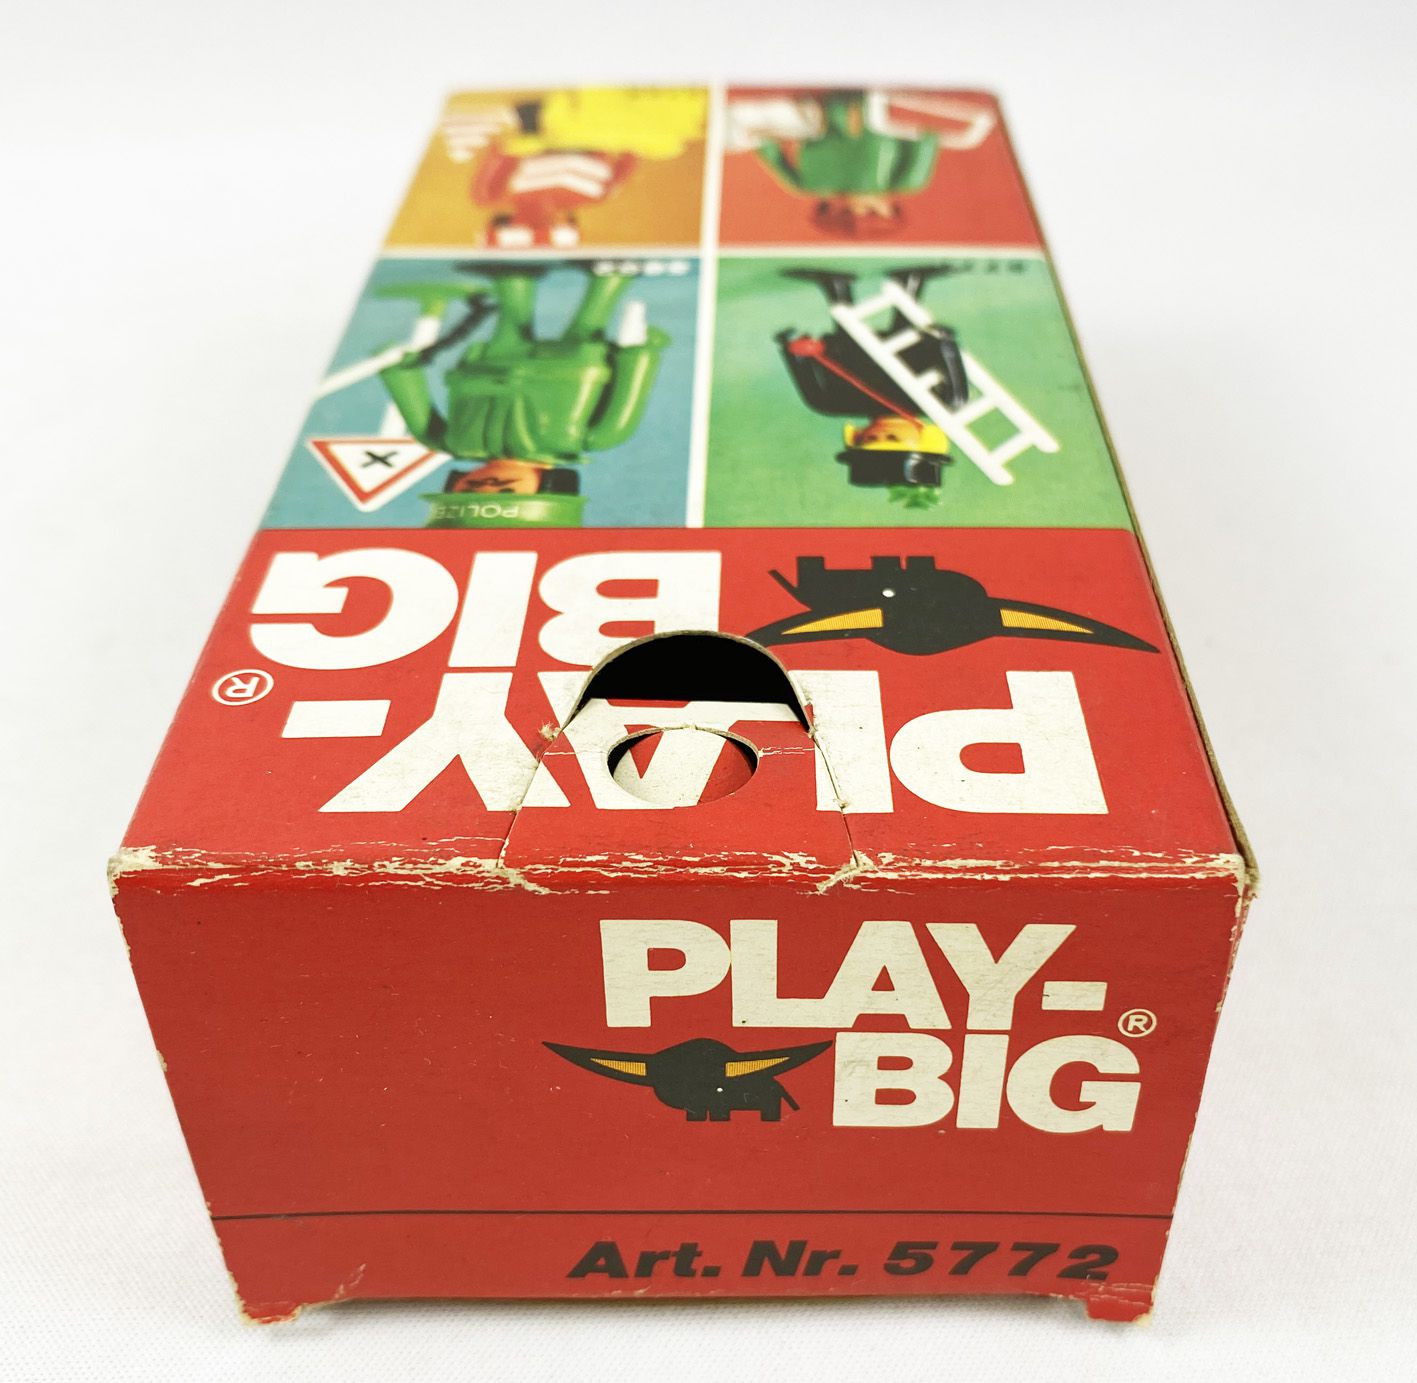 POLIZEI
BIG
PLAY-
®
PLAY-
BIG®
Art. Nr. 5772